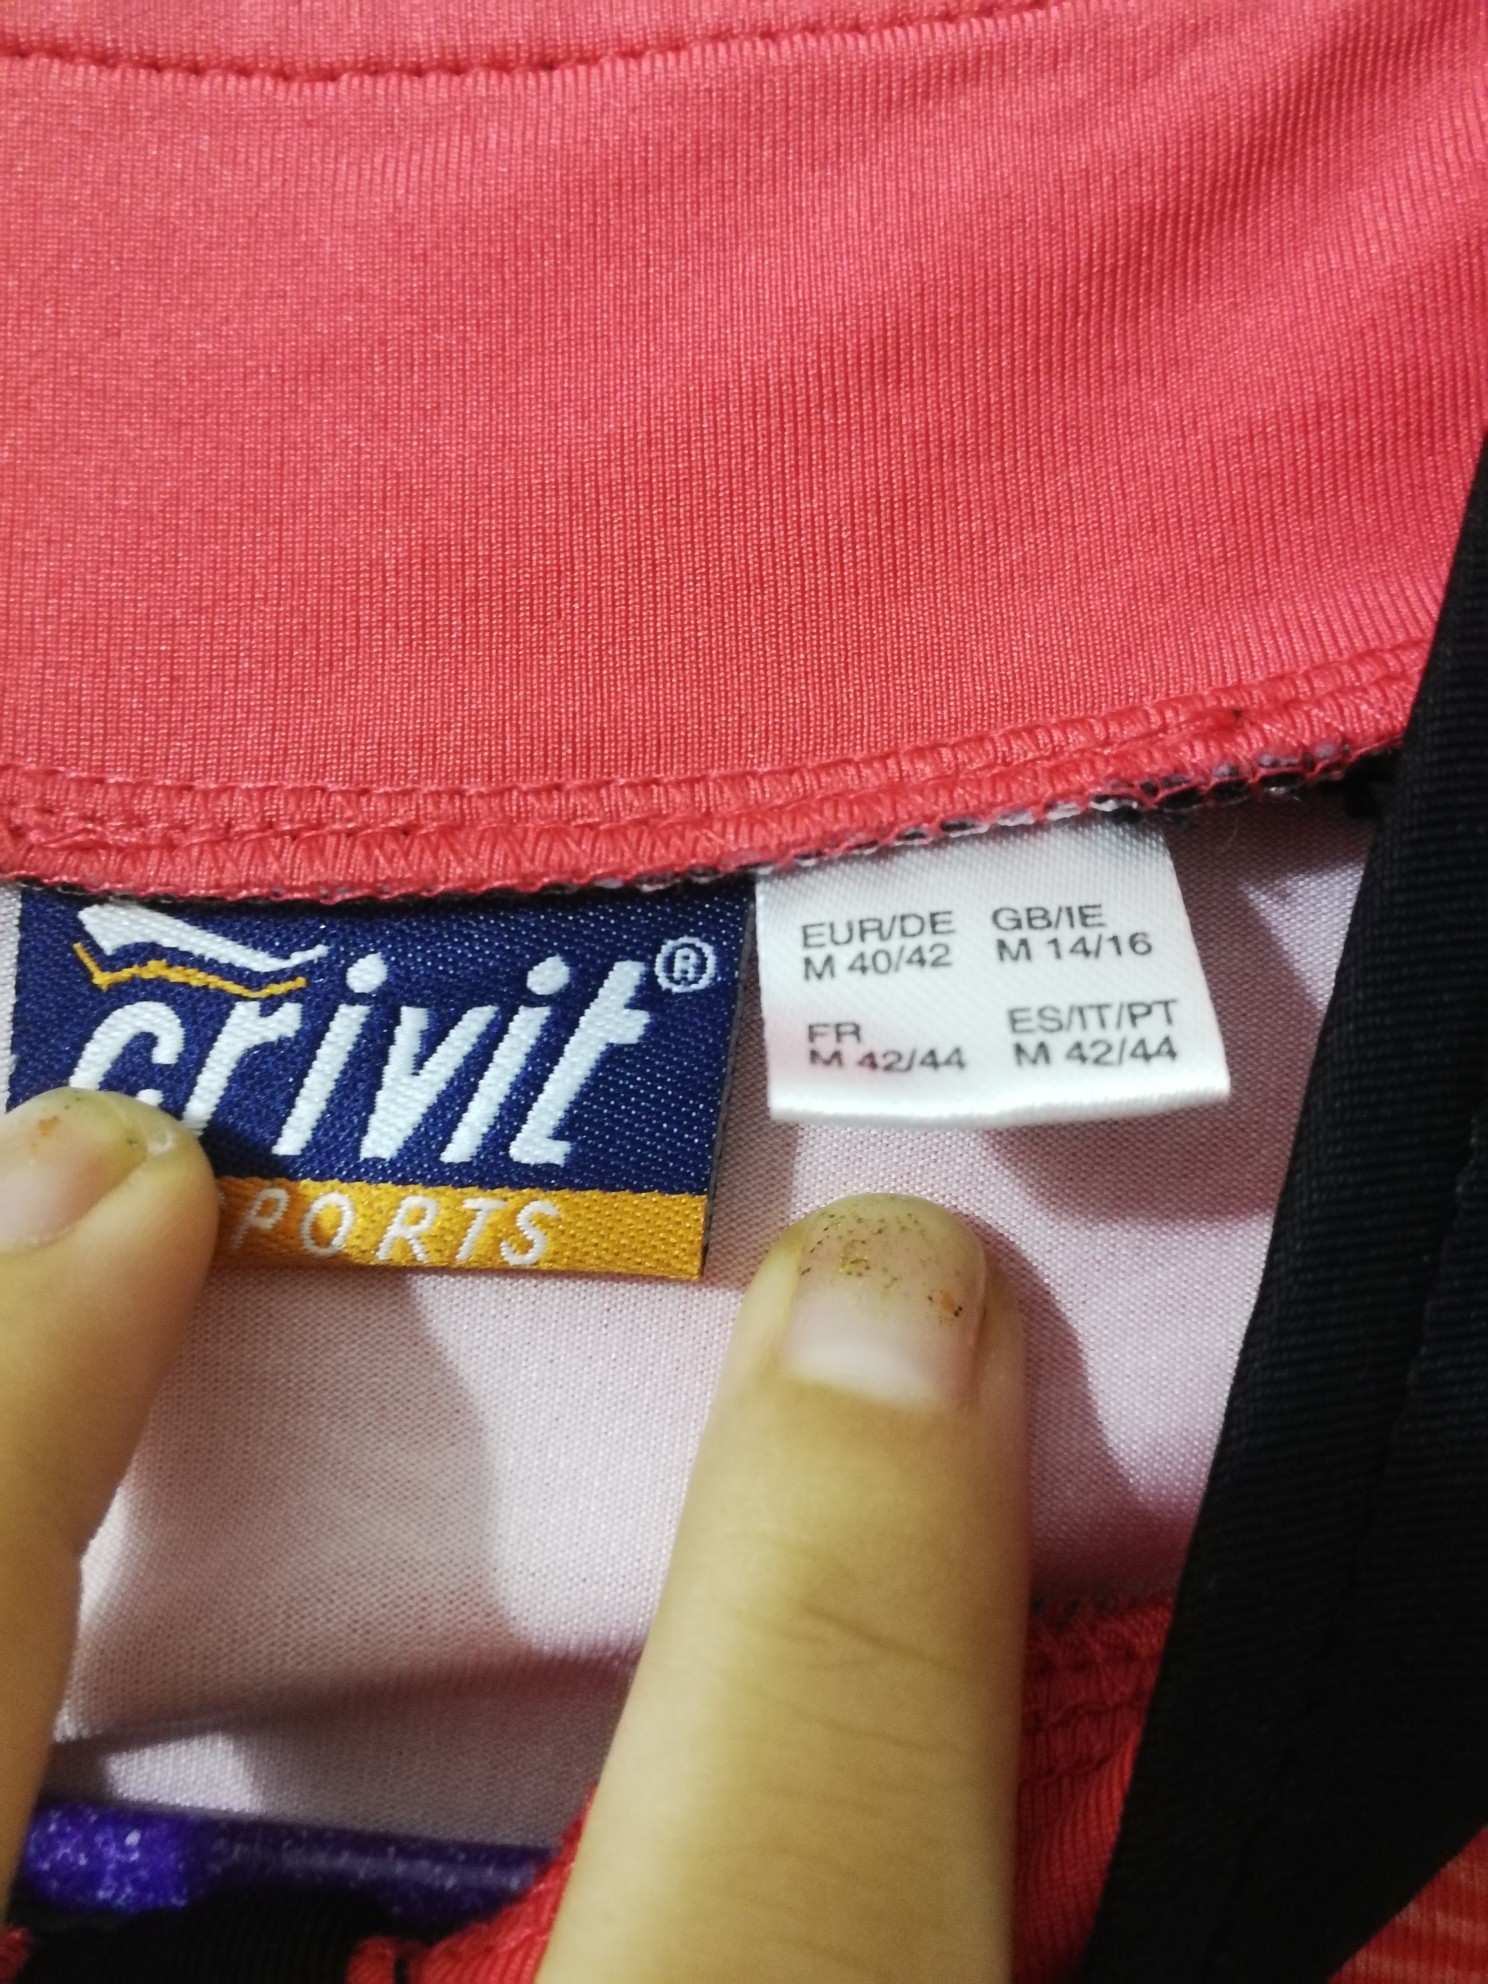 crivit®
PORTS
EUR/DE GB/IE
M 40/42 M 14/16
FR ES/IT/PT
M 42/44 M 42/44